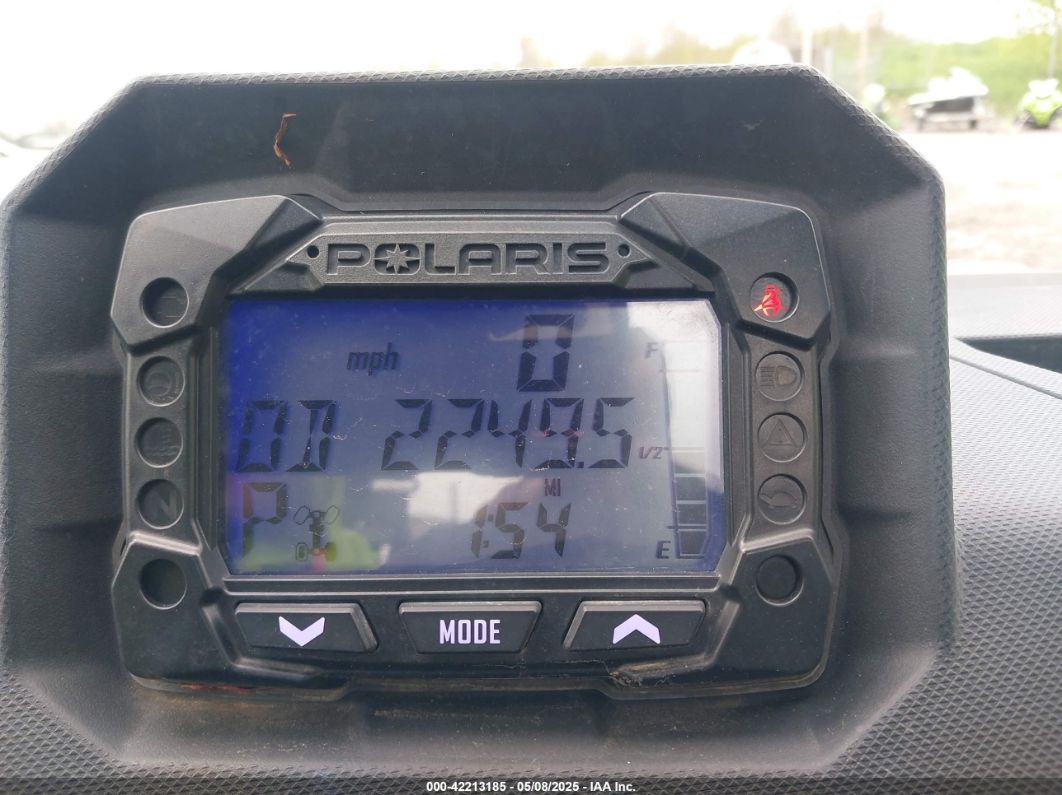 POLARIS
mph 0
F
OD 2249.5
1/2
MI
P 1:54
E
MODE
000-42213185 - 05/08/2025 - IAA Inc.